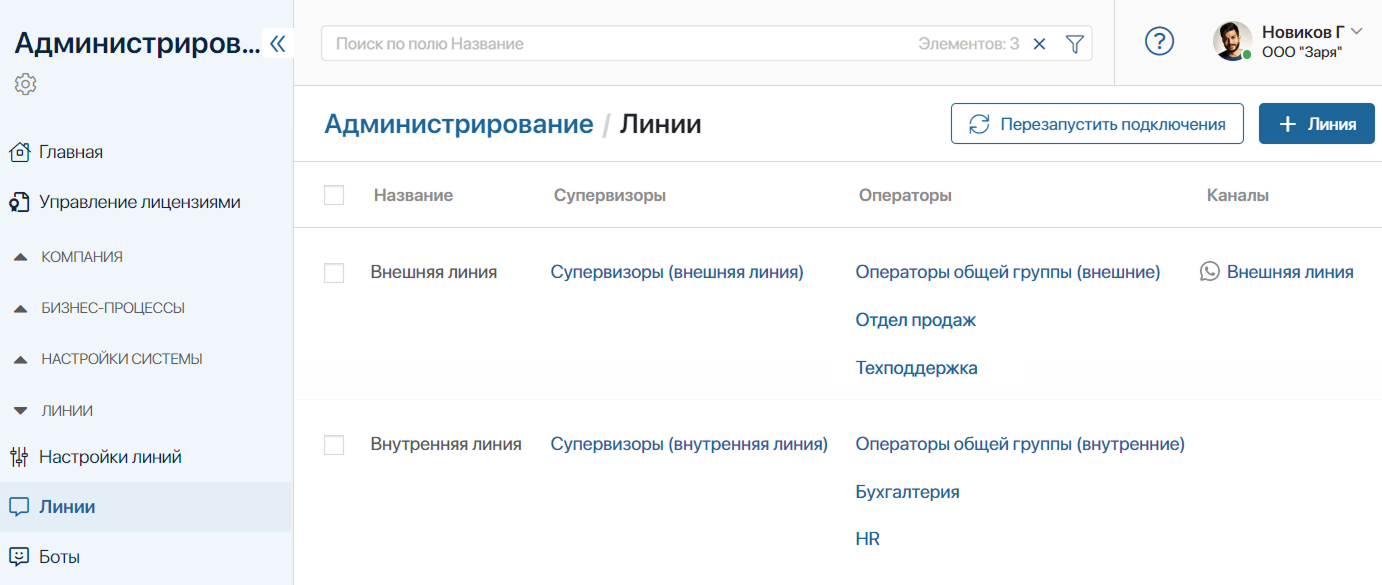 Администриров...
Поиск по полю Название
Элементов: 3
Новиков Г
ООО "Заря"
Главная
Управление лицензиями
КОМПАНИЯ
БИЗНЕС-ПРОЦЕССЫ
НАСТРОЙКИ СИСТЕМЫ
ЛИНИИ
Настройки линий
Линии
Боты
Администрирование / Линии
Перезапустить подключения
+ Линия
Название Супервизоры Операторы Каналы
Внешняя линия Супервизоры (внешняя линия) Операторы общей группы (внешние) Внешняя линия
Отдел продаж
Техподдержка
Внутренняя линия Супервизоры (внутренняя линия) Операторы общей группы (внутренние)
Бухгалтерия
HR